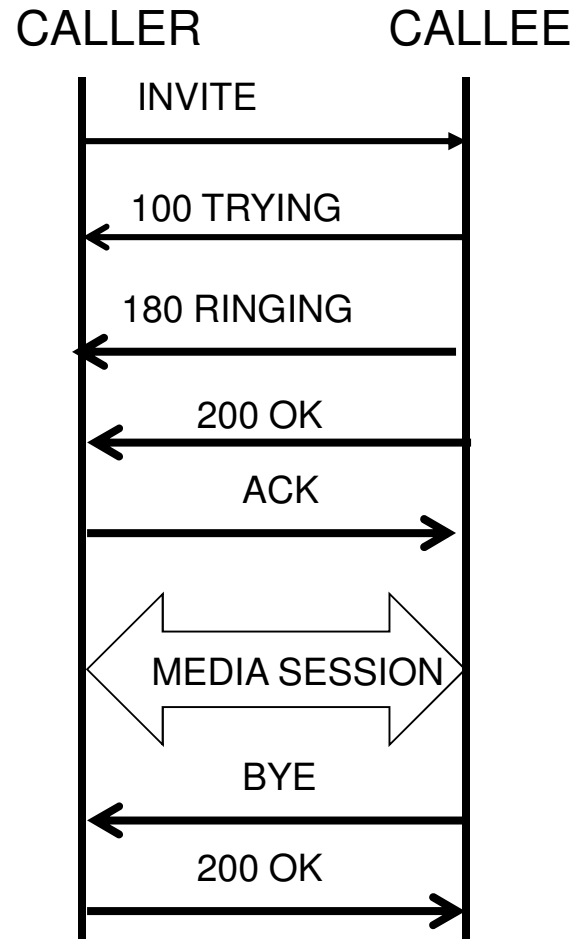 CALLER CALLEE
INVITE
100 TRYING
180 RINGING
200 OK
ACK
MEDIA SESSION
BYE
200 OK